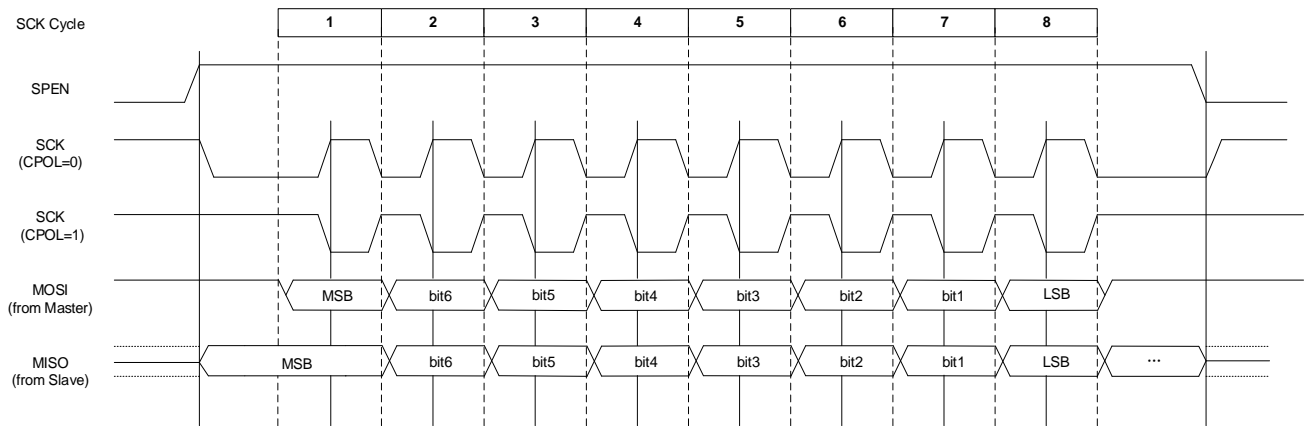 SCK Cycle 1 2 3 4 5 6 7 8
SPEN
SCK
(CPOL=0)
SCK
(CPOL=1)
MOSI
(from Master)
MSB bit6 bit5 bit4 bit3 bit2 bit1 LSB
MISO
(from Slave)
MSB bit6 bit5 bit4 bit3 bit2 bit1 LSB ...